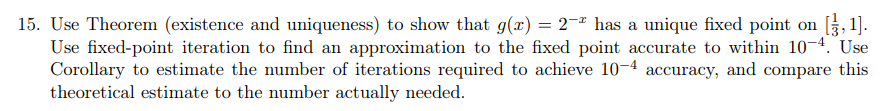 15. Use Theorem (existence and uniqueness) to show that g(x) = 2⁻ˣ has a unique fixed point on [⅓, 1].
Use fixed-point iteration to find an approximation to the fixed point accurate to within 10⁻⁴. Use
Corollary to estimate the number of iterations required to achieve 10⁻⁴ accuracy, and compare this
theoretical estimate to the number actually needed.